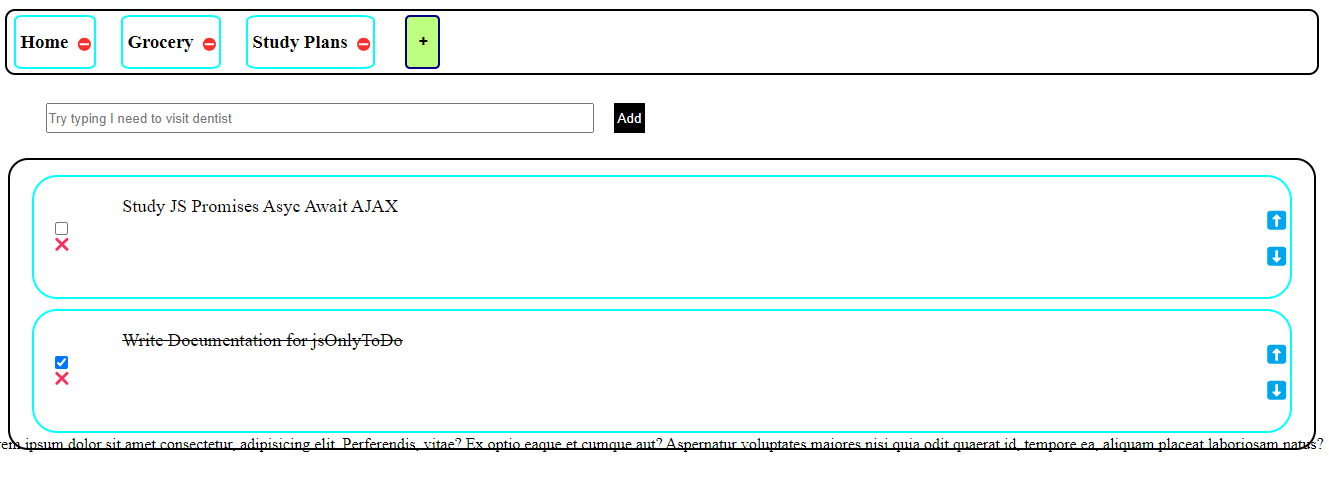 Home Grocery Study Plans +
Try typing I need to visit dentist Add
Study JS Promises Asyc Await AJAX
Write Documentation for jsOnlyToDo
ipsum dolor sit amet consectetur, adipisicing elit. Perferendis, vitae? Ex optio eaque et cumque aut? Aspernatur voluptates maiores nisi quia odit quaerat id, tempore ea, aliquam placeat laboriosam natus?